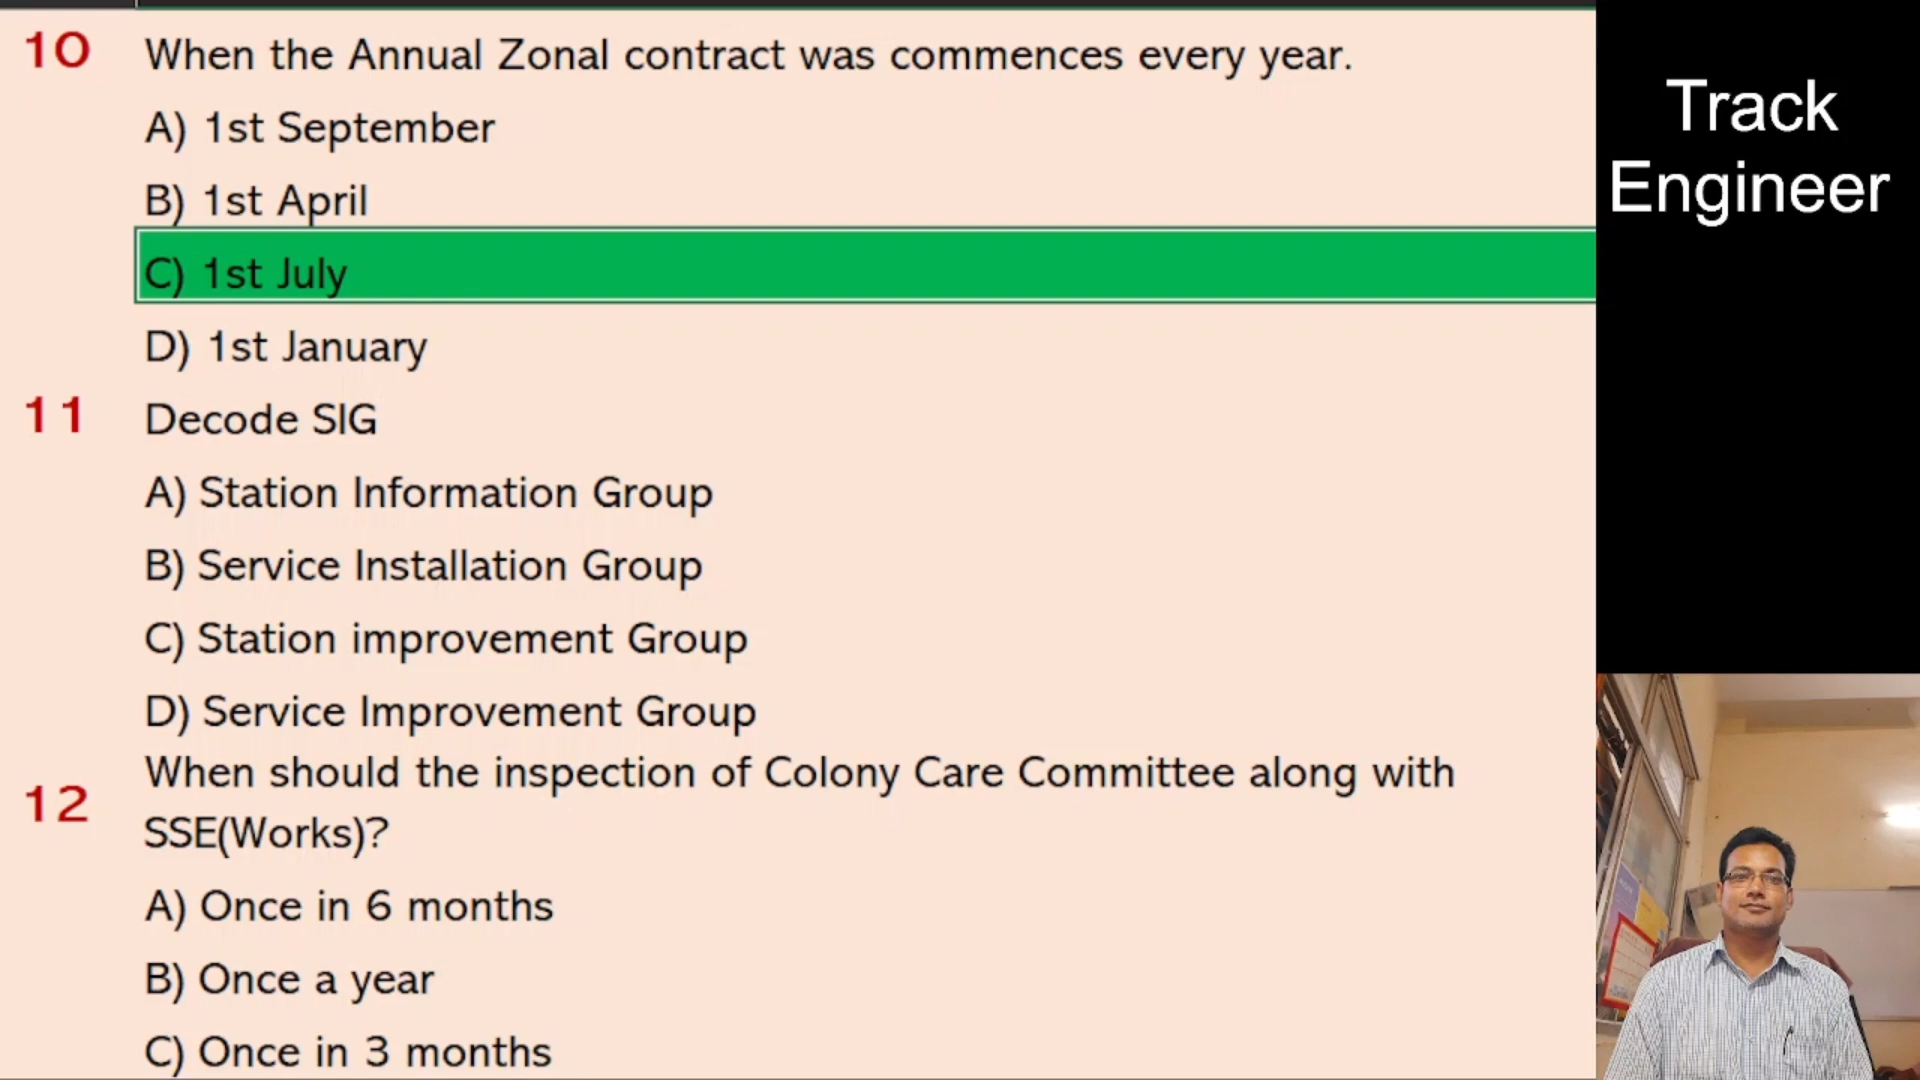 10 When the Annual Zonal contract was commences every year.
A) 1st September
B) 1st April
C) 1st July
D) 1st January
11 Decode SIG
A) Station Information Group
B) Service Installation Group
C) Station improvement Group
D) Service Improvement Group
12 When should the inspection of Colony Care Committee along with
SSE(Works)?
A) Once in 6 months
B) Once a year
C) Once in 3 months
Track
Engineer